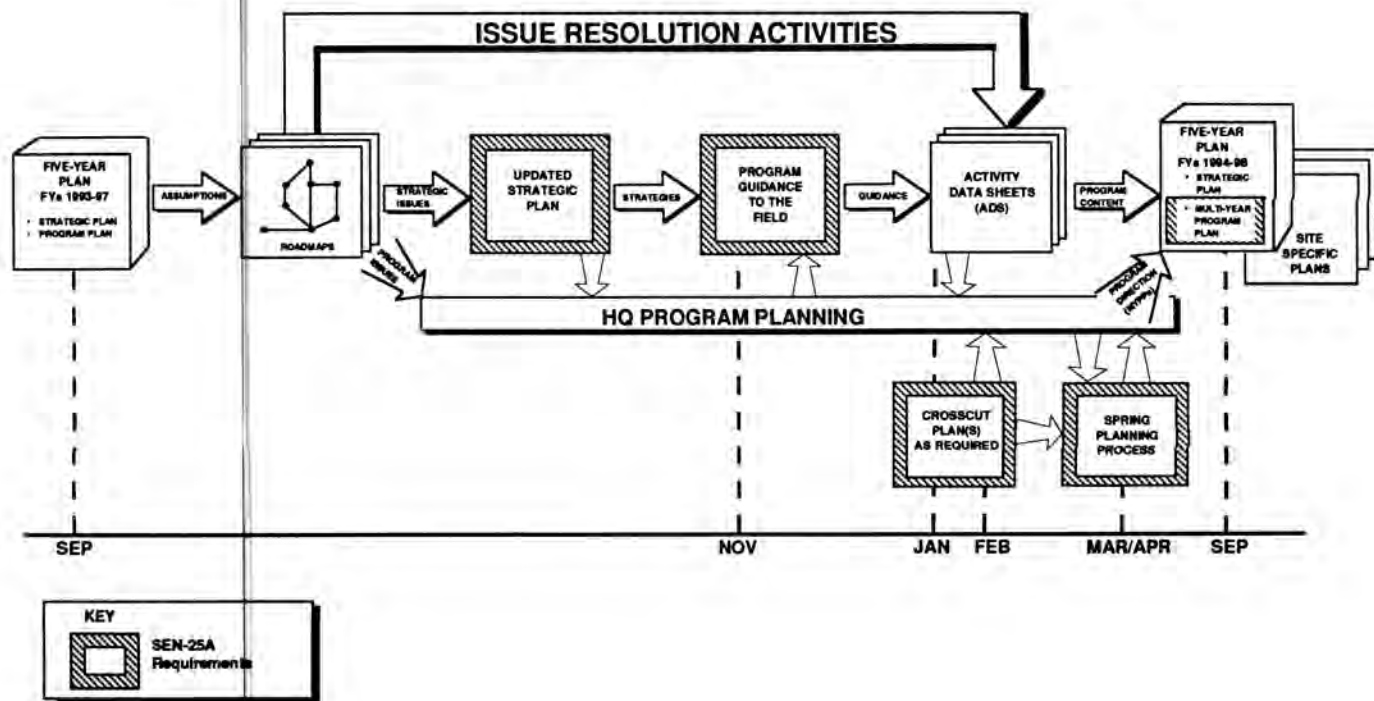 ISSUE RESOLUTION ACTIVITIES
FIVE-YEAR
PLAN
FYs 1993-97
• STRATEGIC PLAN
• PROGRAM PLAN
ASSUMPTIONS
ROADMAPS
STRATEGIC
ISSUES
PROGRAM
ISSUES
UPDATED
STRATEGIC
PLAN
STRATEGIES
PROGRAM
GUIDANCE
TO THE
FIELD
GUIDANCE
ACTIVITY
DATA SHEETS
(ADS)
PROGRAM
CONTENT
FIVE-YEAR
PLAN
FYs 1994-98
• STRATEGIC
PLAN
• MULTI-YEAR
PROGRAM
PLAN
SITE
SPECIFIC
PLANS
PROGRAM
DIRECTION
(MYPPs)
HQ PROGRAM PLANNING
CROSSCUT
PLAN(S)
AS REQUIRED
SPRING
PLANNING
PROCESS
SEP
NOV
JAN
FEB
MAR/APR
SEP
KEY
SEN-25A
Requirements